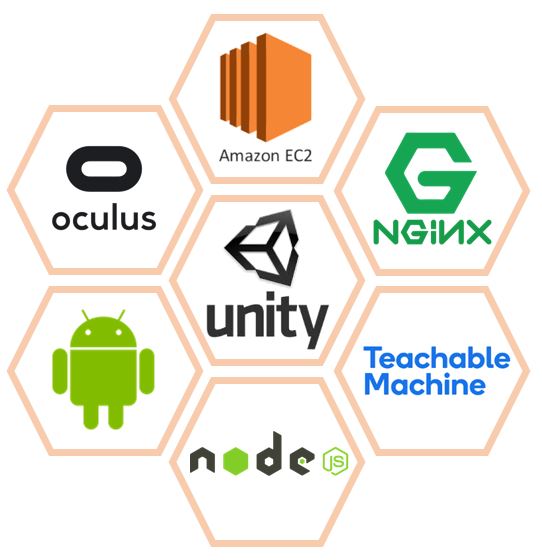 Amazon EC2
oculus
NGiNX
unity
Teachable
Machine
node JS